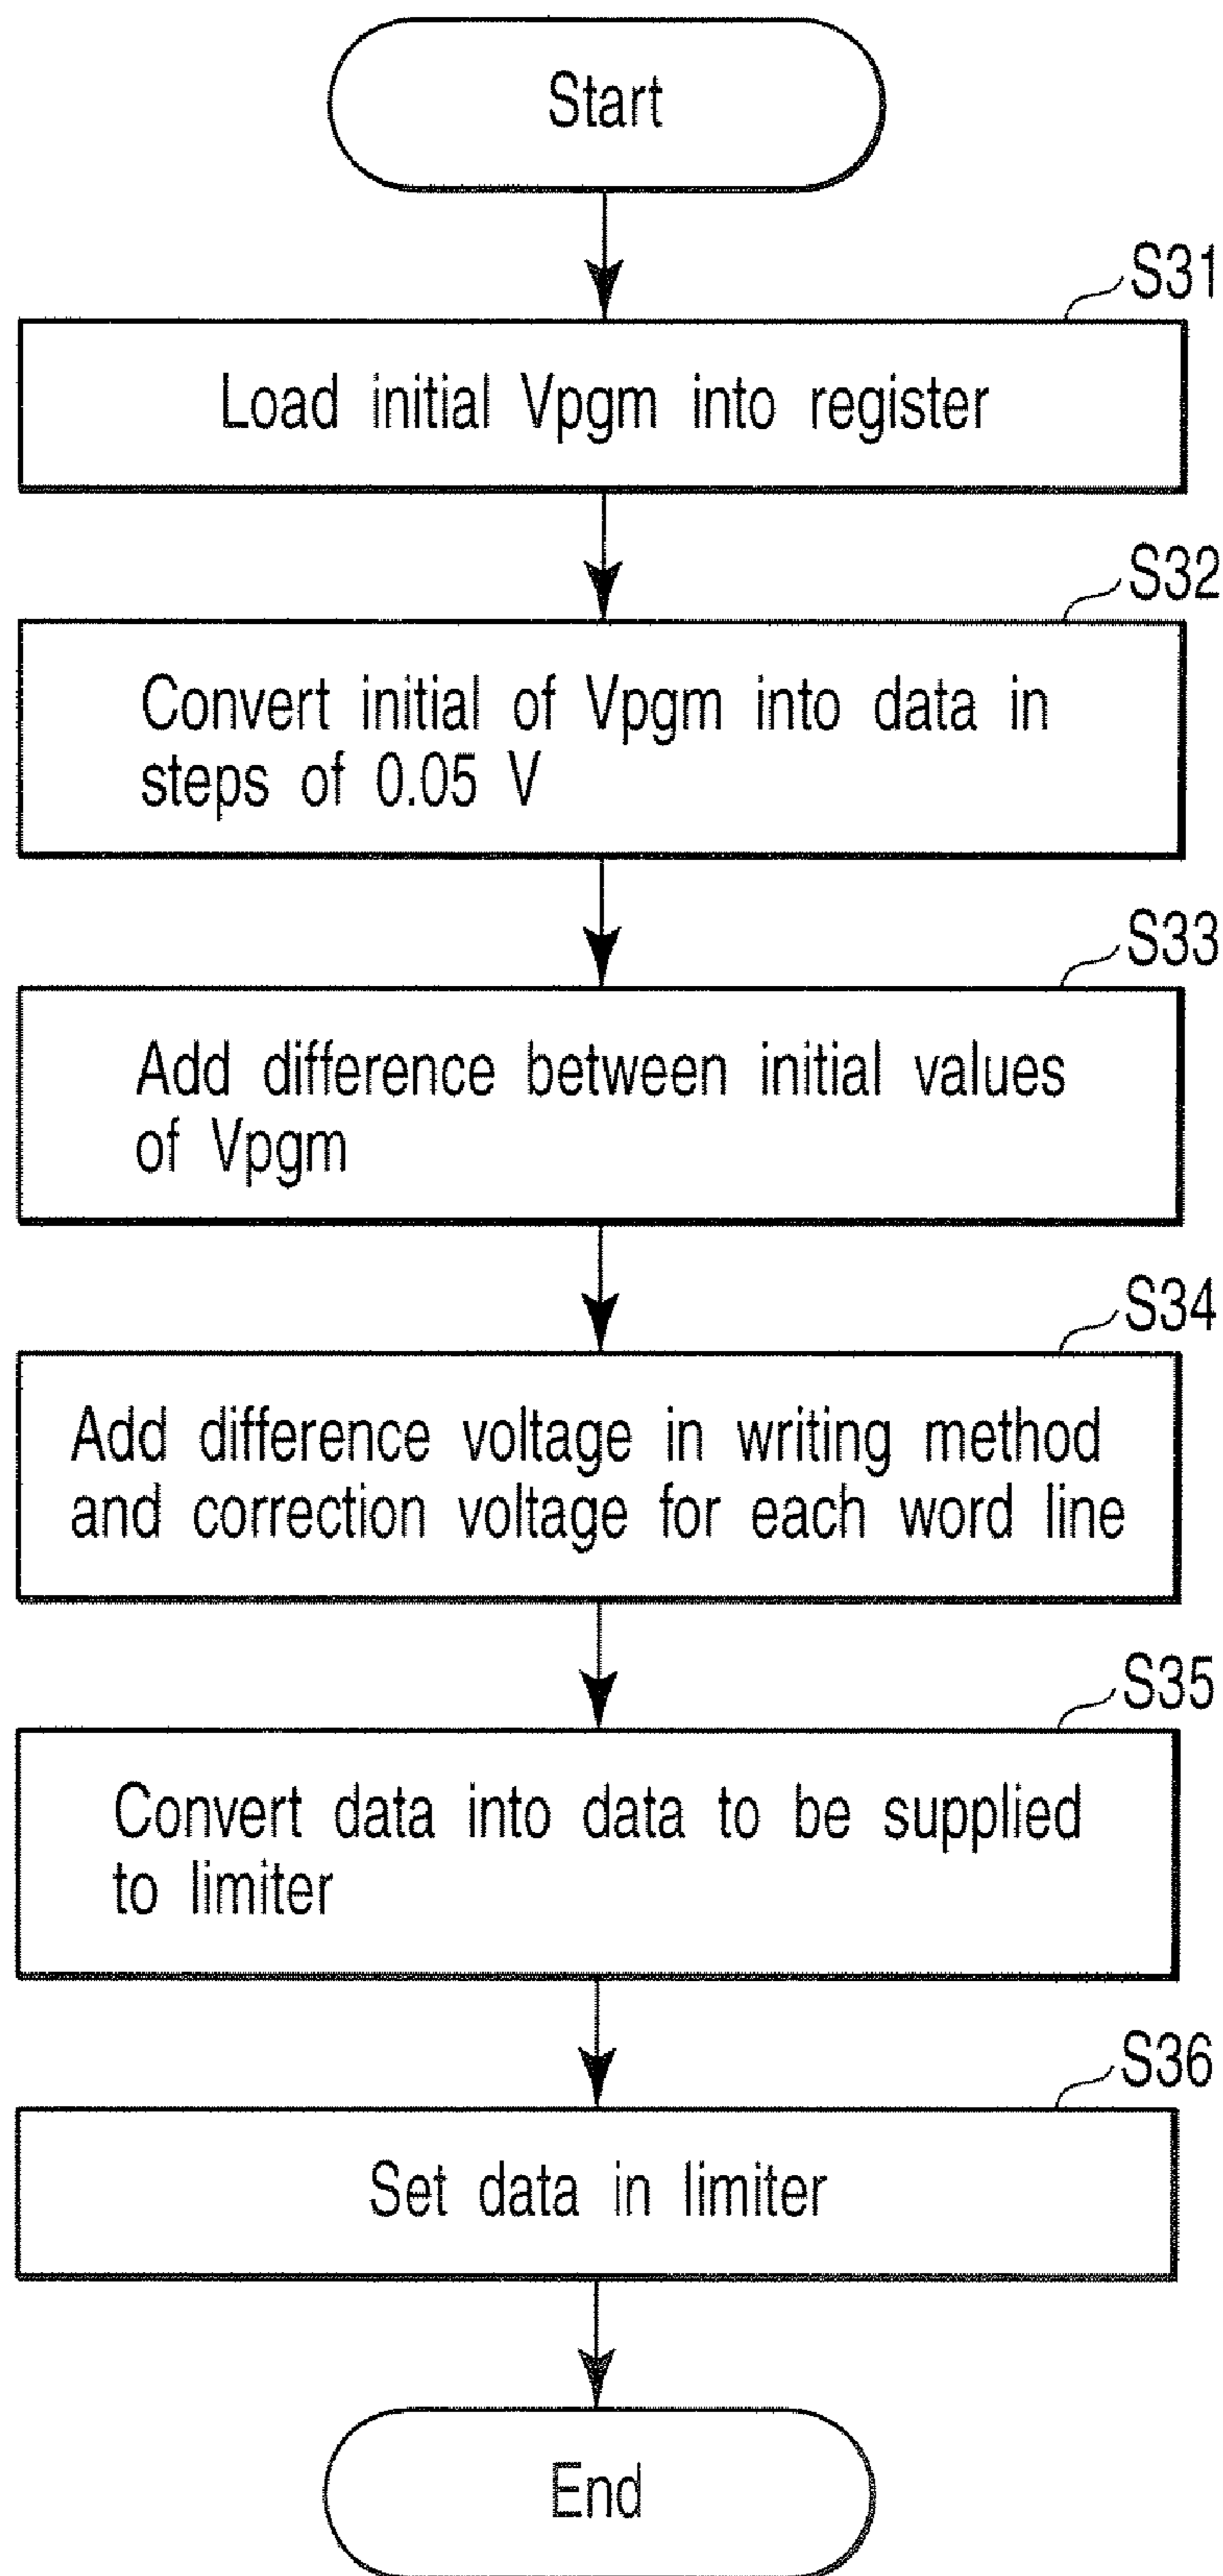 Start
S31
Load initial Vpgm into register
S32
Convert initial of Vpgm into data in
steps of 0.05 V
S33
Add difference between initial values
of Vpgm
S34
Add difference voltage in writing method
and correction voltage for each word line
S35
Convert data into data to be supplied
to limiter
S36
Set data in limiter
End